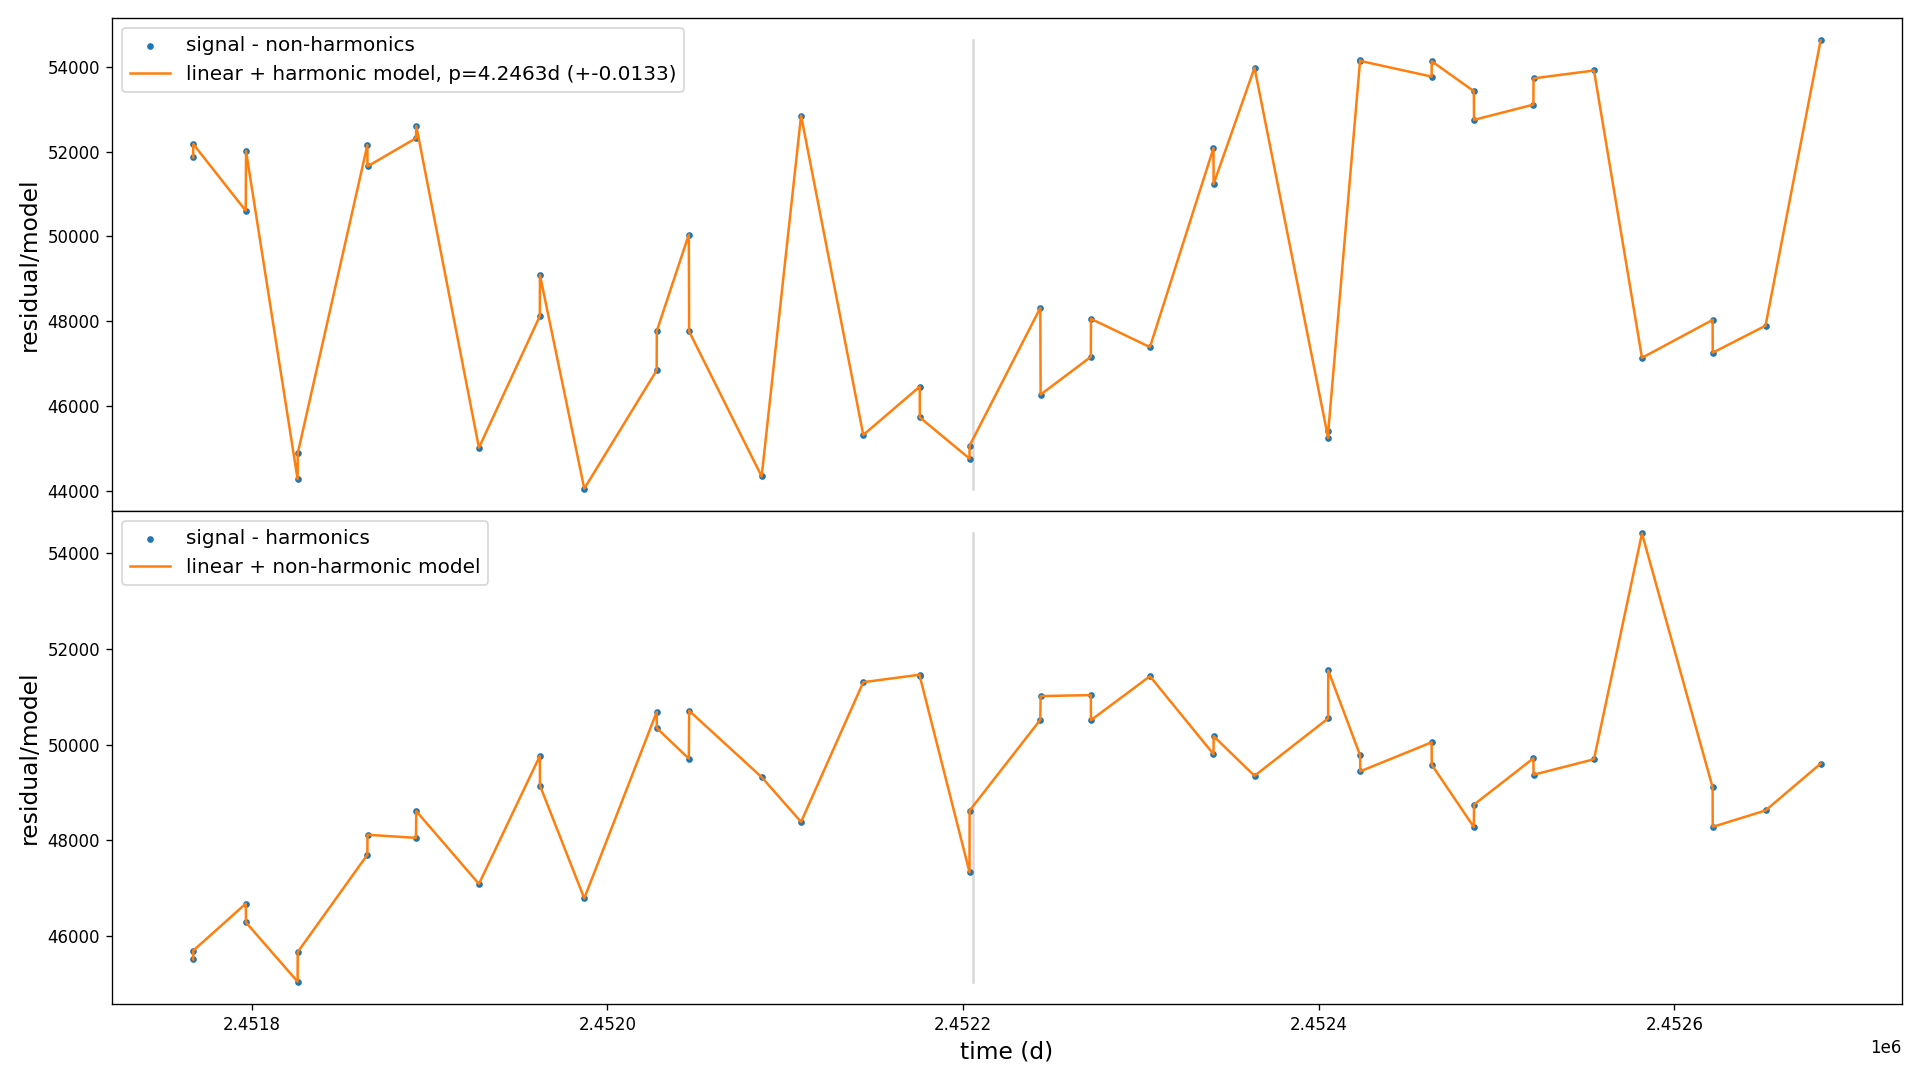 signal - non-harmonics
linear + harmonic model, p=4.2463d (+-0.0133)
54000
52000
50000
48000
46000
44000
residual/model
signal - harmonics
linear + non-harmonic model
54000
52000
50000
48000
46000
residual/model
2.4518
2.4520
2.4522
2.4524
2.4526
time (d)
1e6